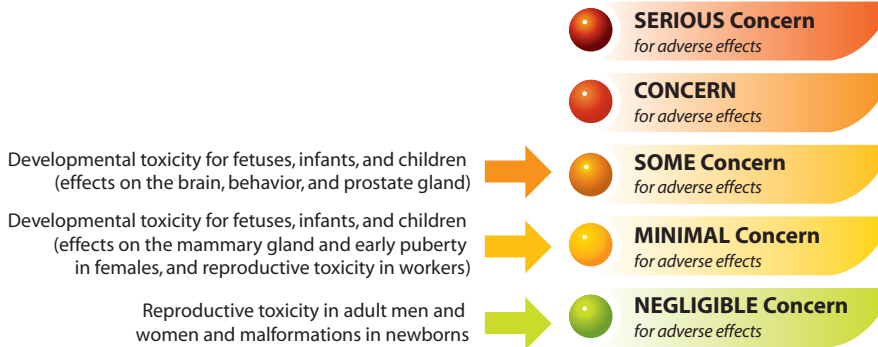 SERIOUS Concern
for adverse effects
CONCERN
for adverse effects
Developmental toxicity for fetuses, infants, and children
(effects on the brain, behavior, and prostate gland)
SOME Concern
for adverse effects
Developmental toxicity for fetuses, infants, and children
(effects on the mammary gland and early puberty
in females, and reproductive toxicity in workers)
MINIMAL Concern
for adverse effects
Reproductive toxicity in adult men and
women and malformations in newborns
NEGLIGIBLE Concern
for adverse effects